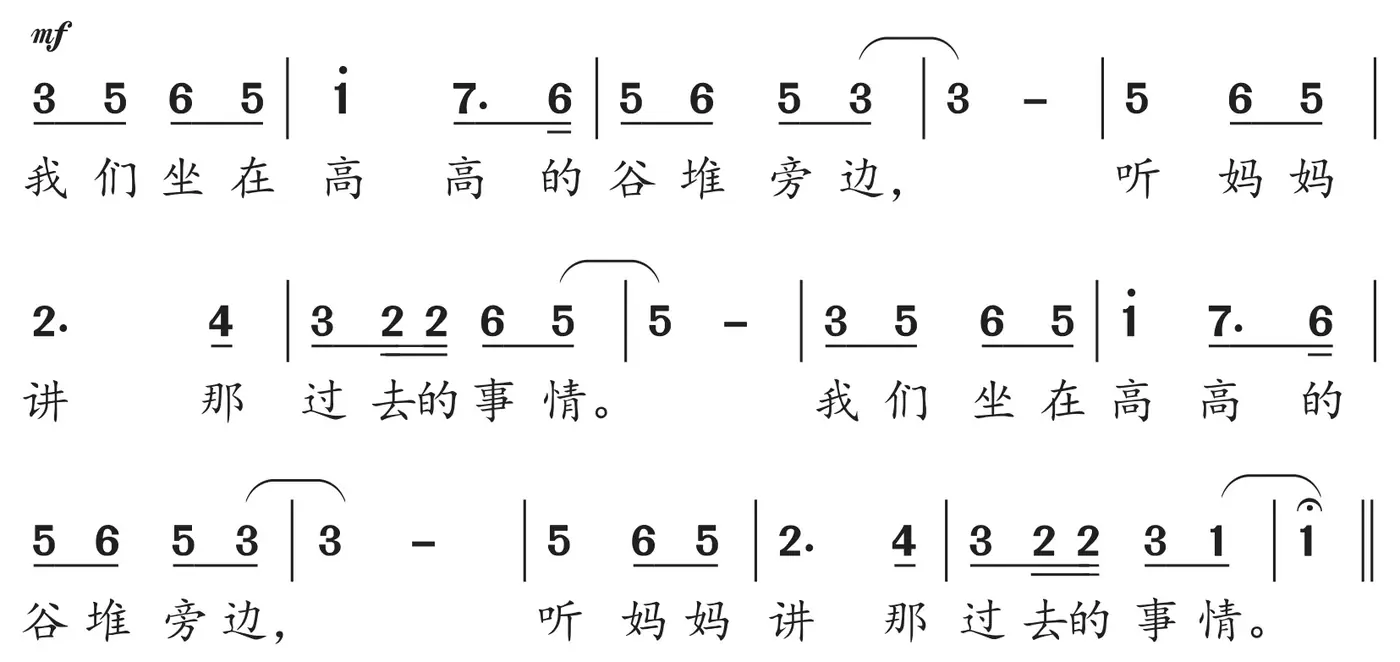 mf
3 5 6 5 | i 7. 6 | 5 6 5 3 | 3 – | 5 6 5 |
我们坐在高高的谷堆旁边，听妈妈
2. 4 | 3 2 2 6 5 | 5 – | 3 5 6 5 | i 7. 6 |
讲那过去的事情。我们坐在高高的
5 6 5 3 | 3 – | 5 6 5 | 2. 4 | 3 2 2 3 1 | 1 ‖
谷堆旁边，听妈妈讲那过去的事情。